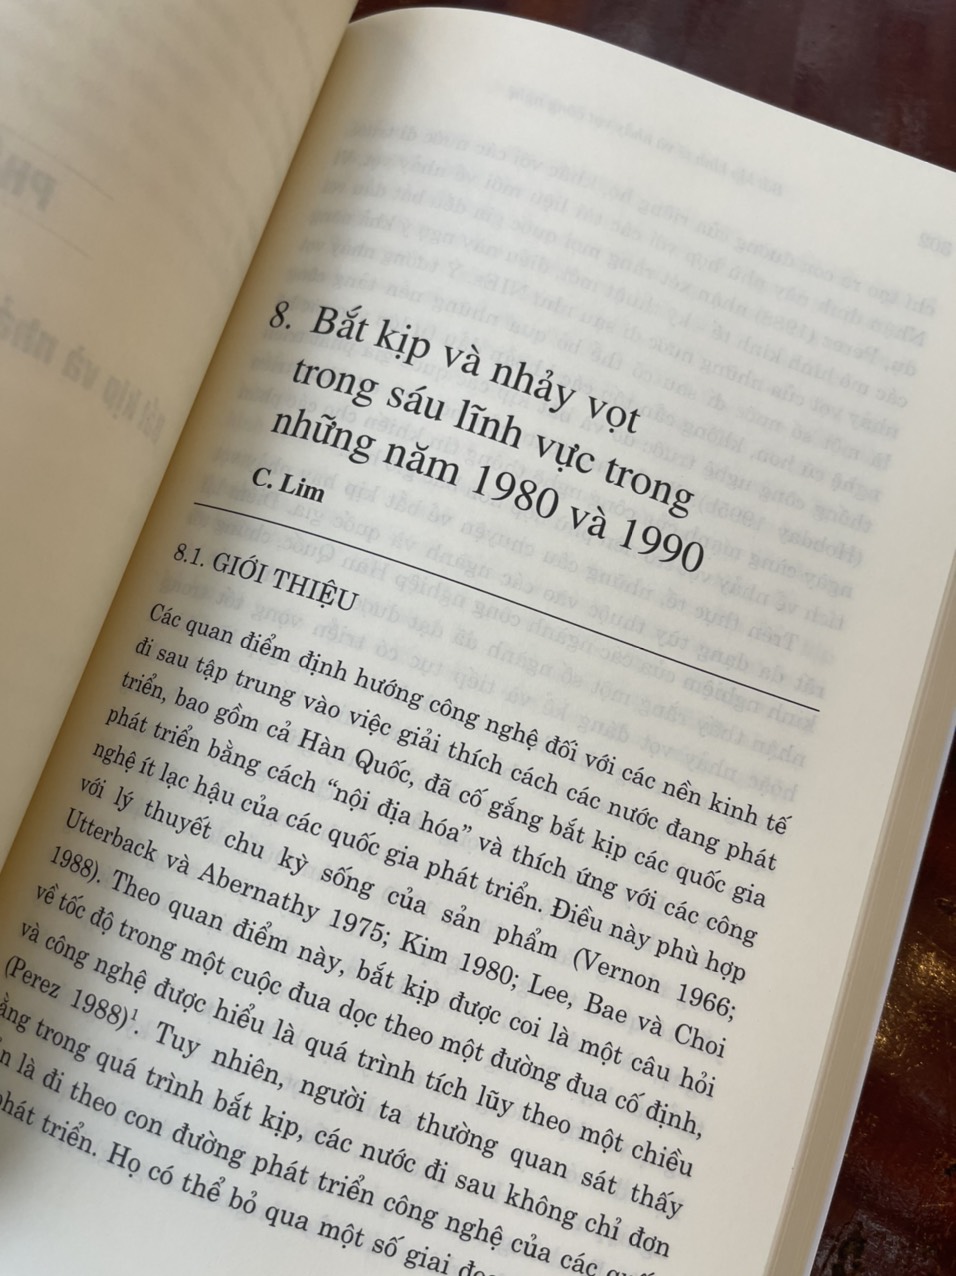 8. Bắt kịp và nhảy vọt
trong sáu lĩnh vực trong
những năm 1980 và 1990
C. Lim
8.1. GIỚI THIỆU
Các quan điểm định hướng công nghệ đối với các nền kinh tế
đi sau tập trung vào việc giải thích cách các nước đang phát
triển, bao gồm cả Hàn Quốc, đã cố gắng bắt kịp các quốc gia
phát triển bằng cách “nội địa hóa” và thích ứng với các công
nghệ ít lạc hậu của các quốc gia phát triển. Điều này phù hợp
với lý thuyết chu kỳ sống của sản phẩm (Vernon 1966;
Utterback và Abernathy 1975; Kim 1980; Lee, Bae và Choi
1988). Theo quan điểm này, bắt kịp được coi là một câu hỏi
về tốc độ trong một cuộc đua dọc theo một đường đua cố định,
và công nghệ được hiểu là quá trình tích lũy theo một chiều
(Perez 1988)¹. Tuy nhiên, người ta thường quan sát thấy
trong quá trình bắt kịp, các nước đi sau không chỉ đơn
là đi theo con đường phát triển công nghệ của các
phát triển. Họ có thể bỏ qua một số giai